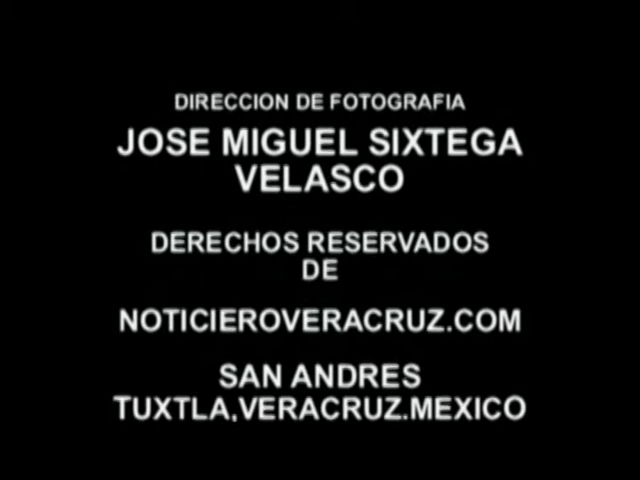 DIRECCION DE FOTOGRAFIA
JOSE MIGUEL SIXTEGA
VELASCO
DERECHOS RESERVADOS
DE
NOTICIEROVERACRUZ.COM
SAN ANDRES
TUXTLA,VERACRUZ.MEXICO